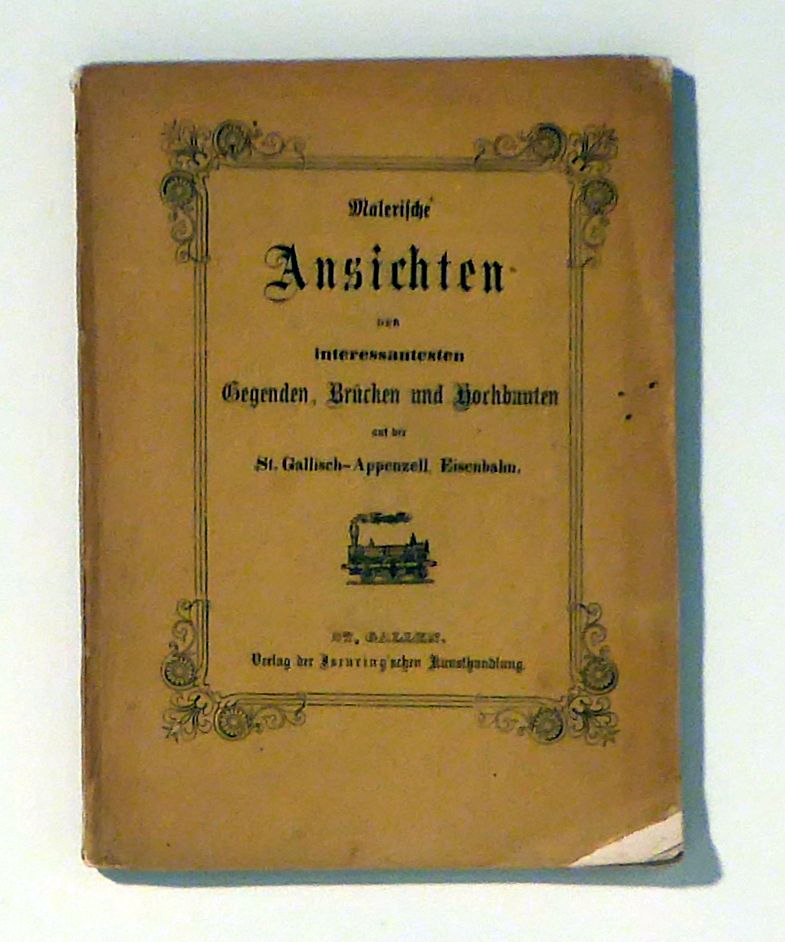 Malerische
Ansichten
DER
interessantesten
Gegenden, Brücken und Hochbauten
auf der
St. Gallisch-Appenzell. Eisenbahn.
ST. GALLEN.
Verlag der Iseuring'schen Kunsthandlung.